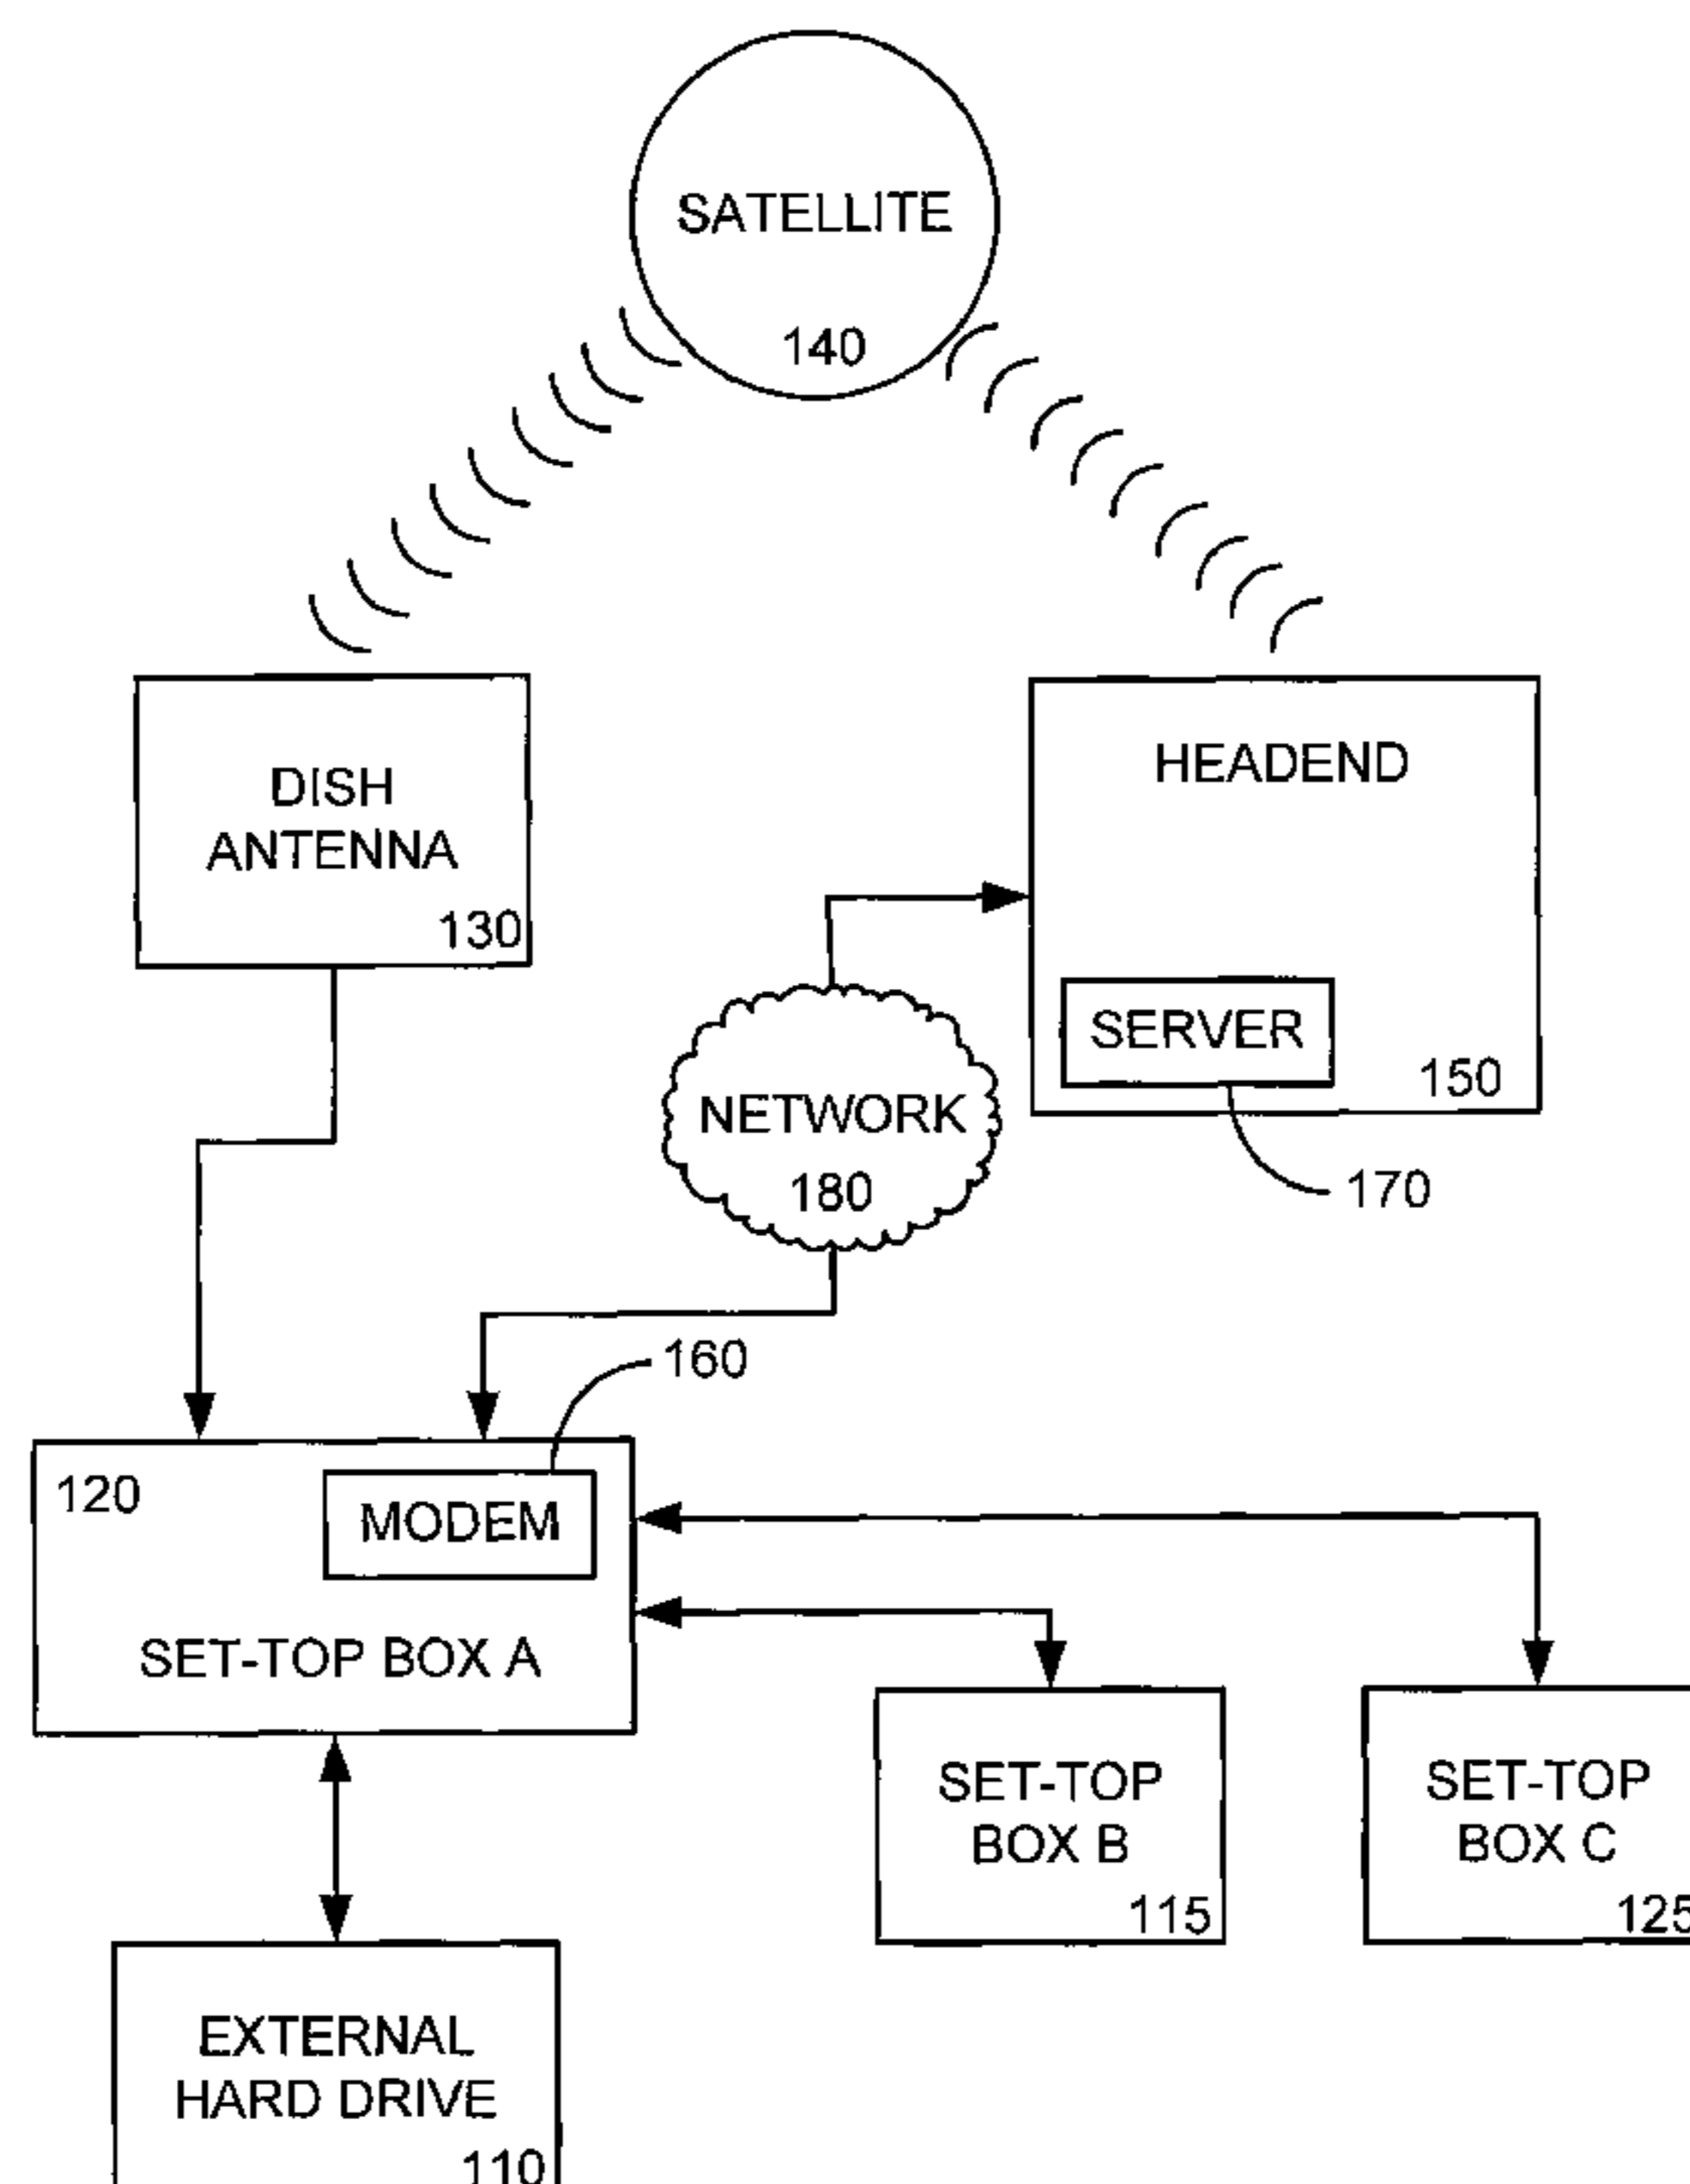 SATELLITE
140
DISH
ANTENNA
130
HEADEND
SERVER
150
170
NETWORK
180
160
120
MODEM
SET-TOP BOX A
SET-TOP
BOX B
115
SET-TOP
BOX C
125
EXTERNAL
HARD DRIVE
110